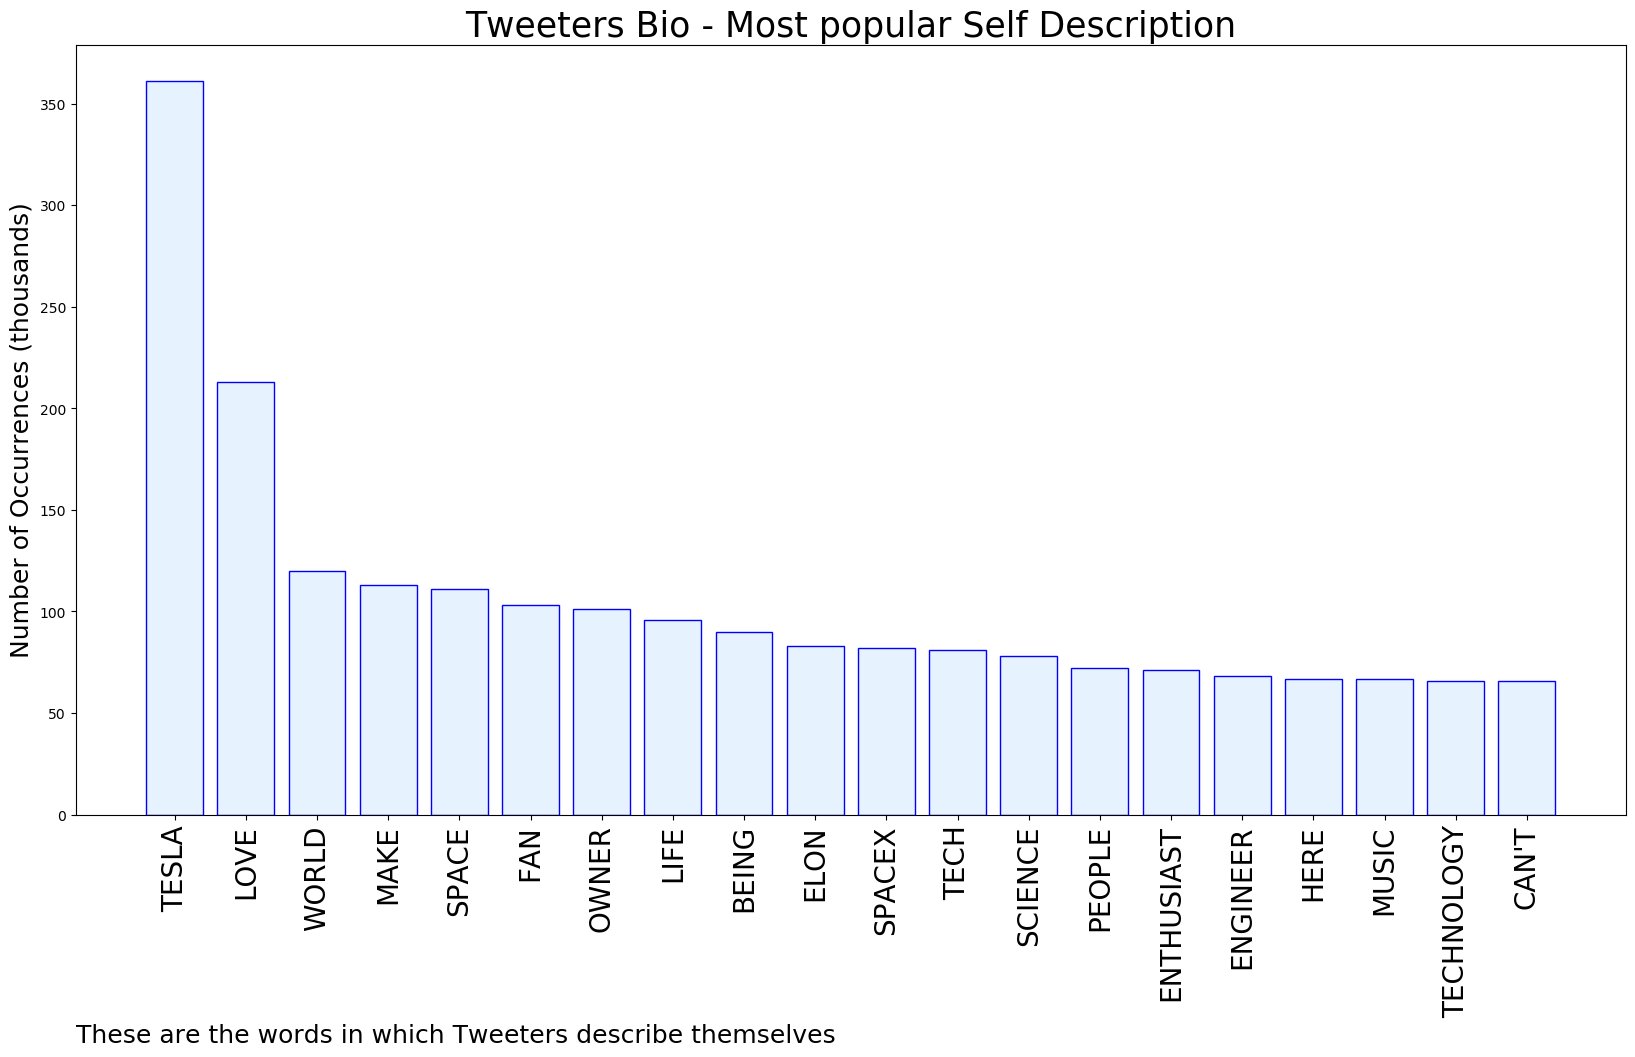 Tweeters Bio - Most popular Self Description
Number of Occurrences (thousands)
350
300
250
200
150
100
50
0
TESLA
LOVE
WORLD
MAKE
SPACE
FAN
OWNER
LIFE
BEING
ELON
SPACEX
TECH
SCIENCE
PEOPLE
ENTHUSIAST
ENGINEER
HERE
MUSIC
TECHNOLOGY
CAN'T
These are the words in which Tweeters describe themselves